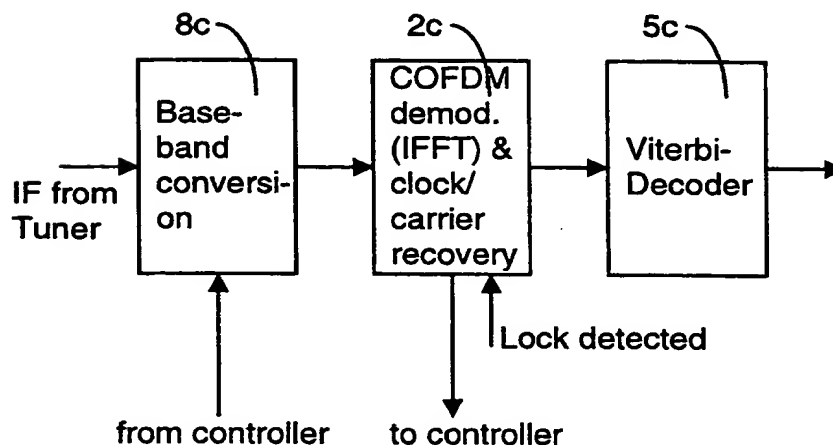 8c
2c
5c
Base-
band
conversi-
on
COFDM
demod.
(IFFT) &
clock/
carrier
recovery
Viterbi-
Decoder
IF from
Tuner
Lock detected
from controller
to controller